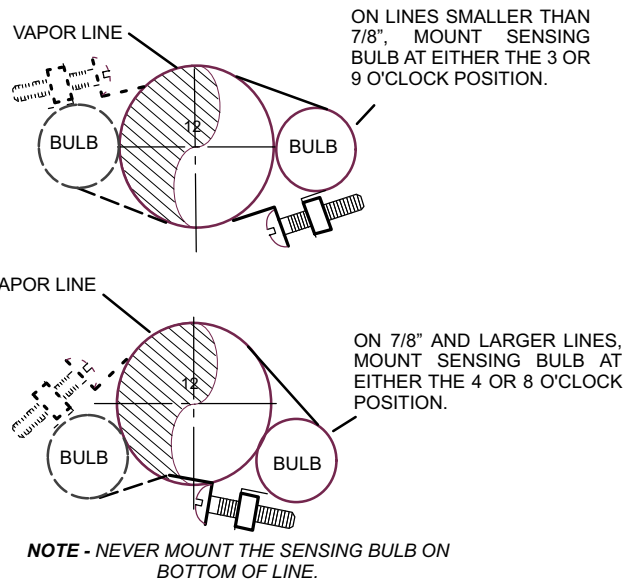 VAPOR LINE
ON LINES SMALLER THAN
7/8”, MOUNT SENSING
BULB AT EITHER THE 3 OR
9 O'CLOCK POSITION.
12
BULB
BULB
APOR LINE
ON 7/8” AND LARGER LINES,
MOUNT SENSING BULB AT
EITHER THE 4 OR 8 O'CLOCK
POSITION.
12
BULB
BULB
NOTE - NEVER MOUNT THE SENSING BULB ON
BOTTOM OF LINE.